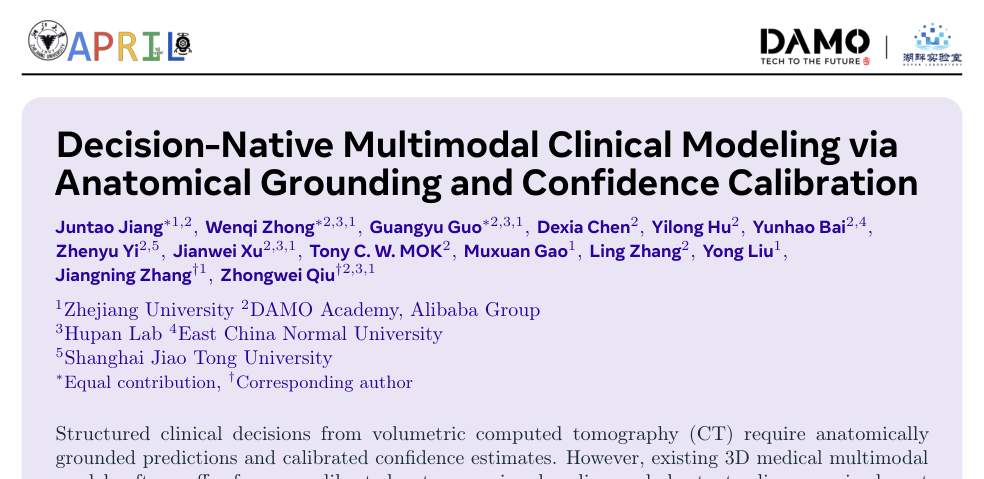 APRIL
DAMO
TECH TO THE FUTURE
湖畔实验室
Decision-Native Multimodal Clinical Modeling via
Anatomical Grounding and Confidence Calibration
Juntao Jiang*1,2, Wenqi Zhong*2,3,1, Guangyu Guo*2,3,1, Dexia Chen2, Yilong Hu2, Yunhao Bai2,4,
Zhenyu Yi2,5, Jianwei Xu2,3,1, Tony C. W. MOK2, Muxuan Gao1, Ling Zhang2, Yong Liu1,
Jiangning Zhang†1, Zhongwei Qiu†2,3,1
1Zhejiang University 2DAMO Academy, Alibaba Group
3Hupan Lab 4East China Normal University
5Shanghai Jiao Tong University
*Equal contribution, †Corresponding author
Structured clinical decisions from volumetric computed tomography (CT) require anatomically
grounded predictions and calibrated confidence estimates. However, existing 3D medical multimodal